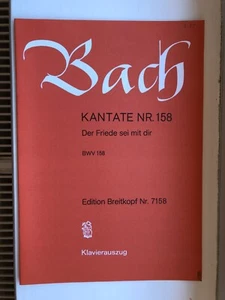 Bach
KANTATE NR. 158
Der Friede sei mit dir
BWV 158
Edition Breitkopf Nr. 7158
Klavierauszug